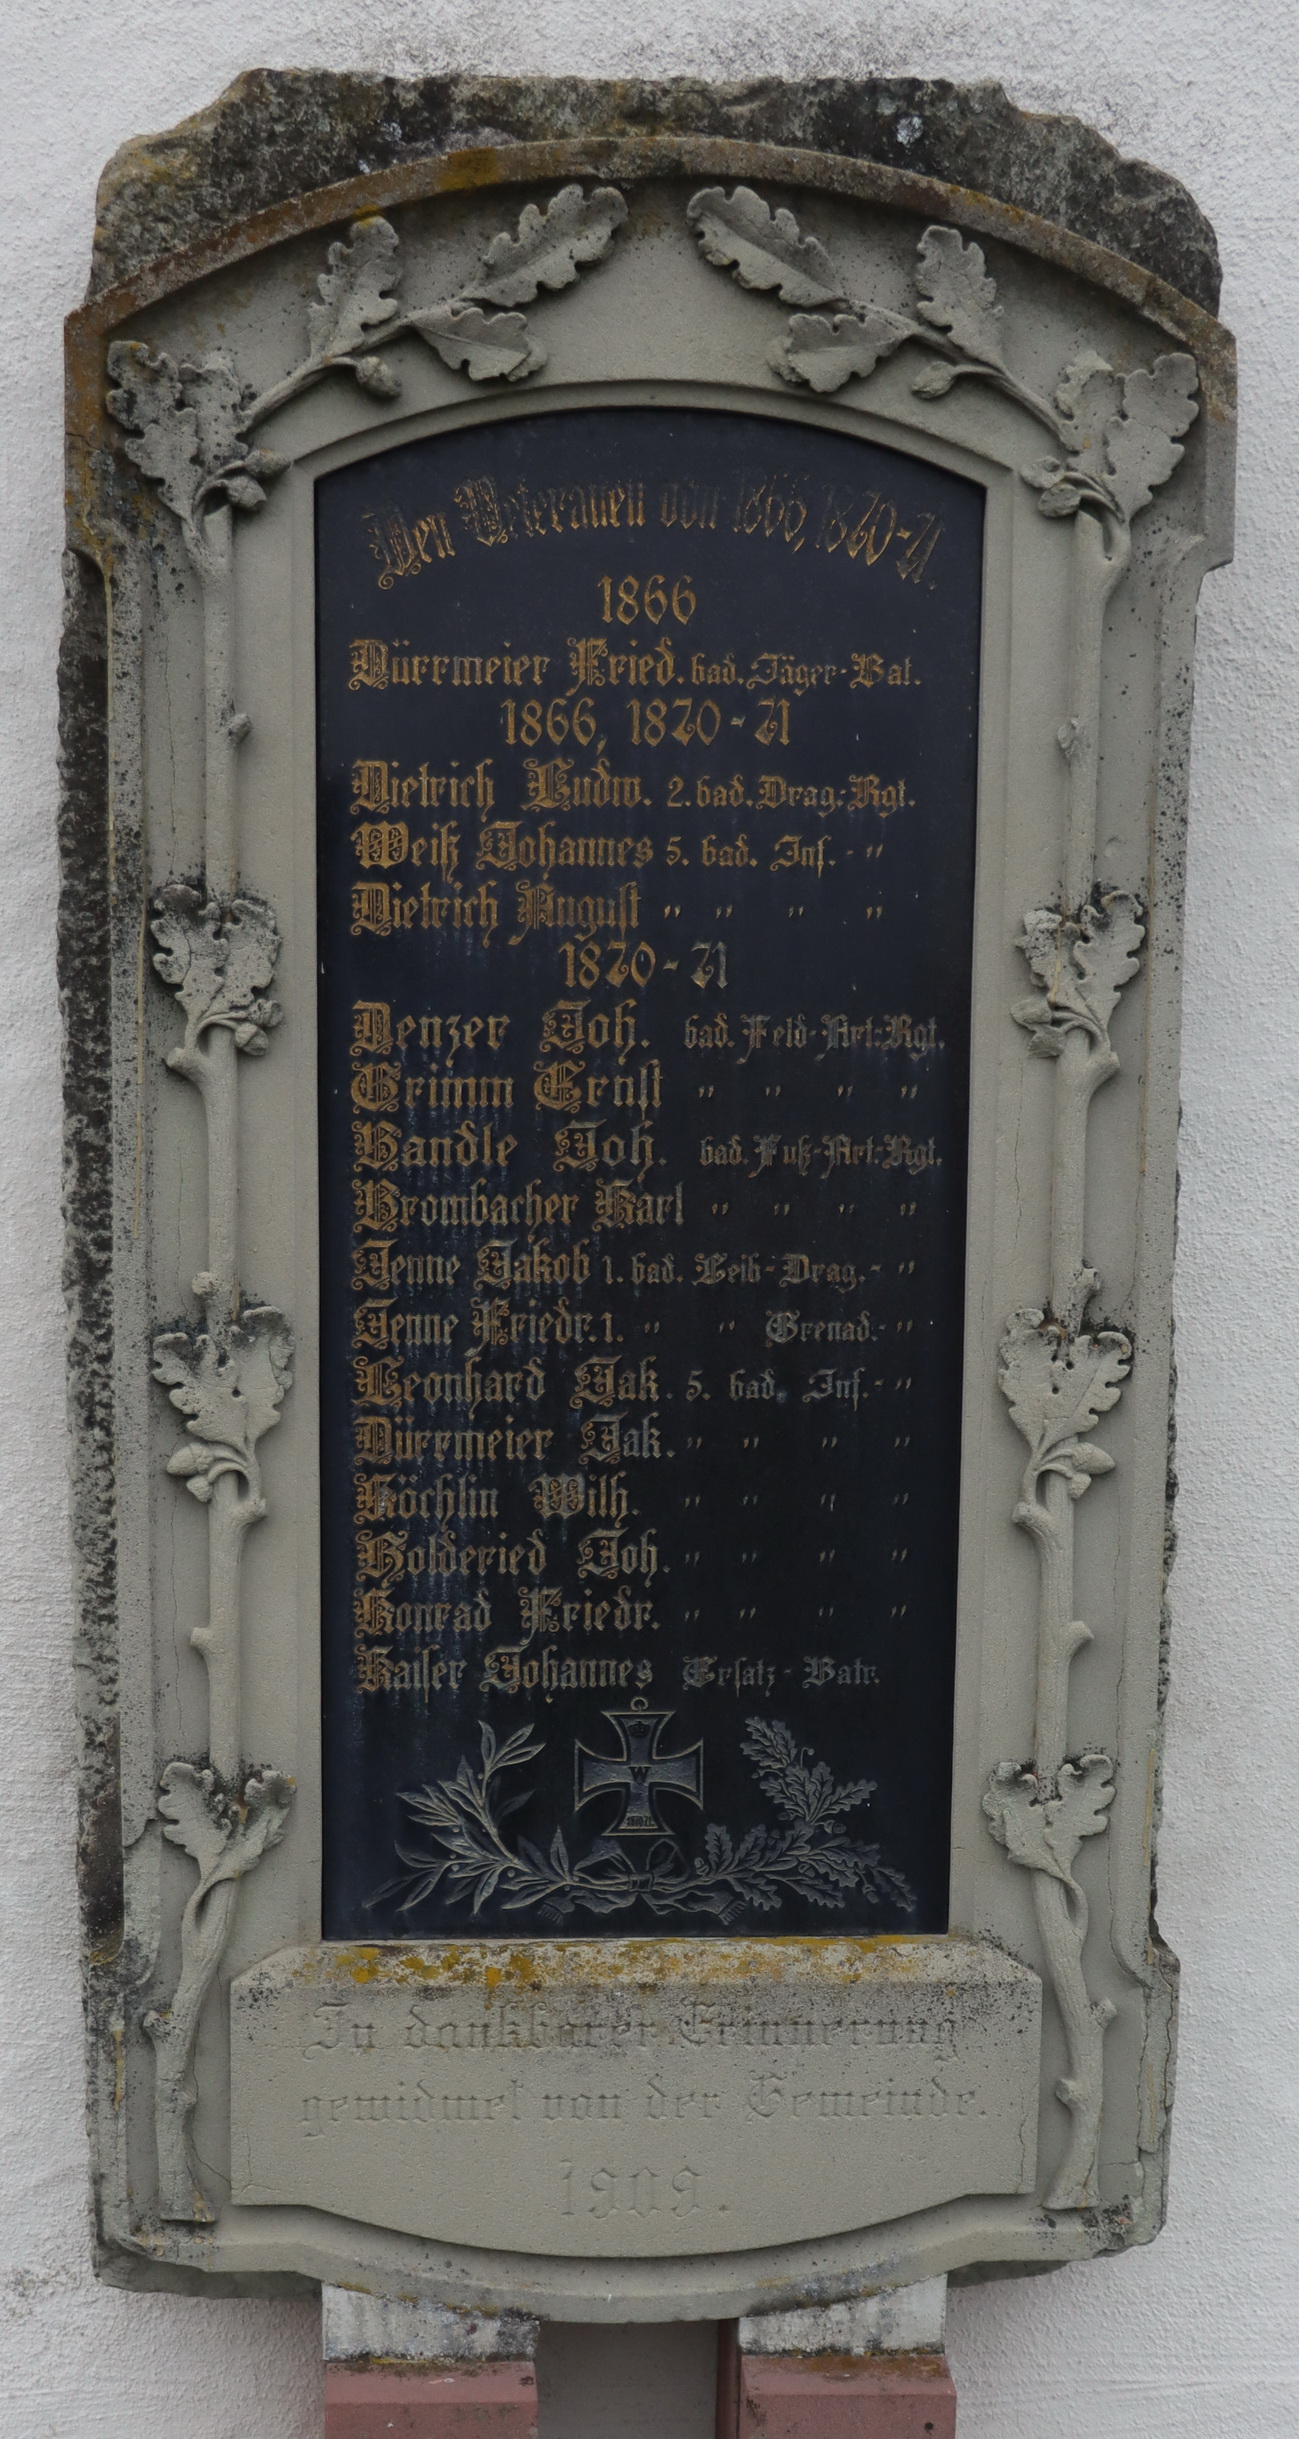 Den Veteranen von 1866, 1870-71.
1866
Dürrmeier Fried. bad. Jäger-Bat.
1866, 1870-71
Dietrich Ludw. 2. bad. Drag.-Rgt.
Weiß Johannes 5. bad. Inf.-"
Dietrich August " " " "
1870-71
Denzer Joh. bad. Feld-Art.-Rgt.
Grimm Ernst " " " "
Bandle Joh. bad. Fuß-Art.-Rgt.
Brombacher Karl " " " "
Jenne Jakob 1. bad. Leib-Drag.-"
Jenne Friedr. 1. " " Grenad.-"
Leonhard Jak. 5. bad. Inf.-"
Dürrmeier Jak. " " " "
Köchlin Wilh. " " " "
Holderied Joh. " " " "
Konrad Friedr. " " " "
Kaiser Johannes Ersatz-Batr.
W
In dankbarer Erinnerung
gewidmet von der Gemeinde.
1909.